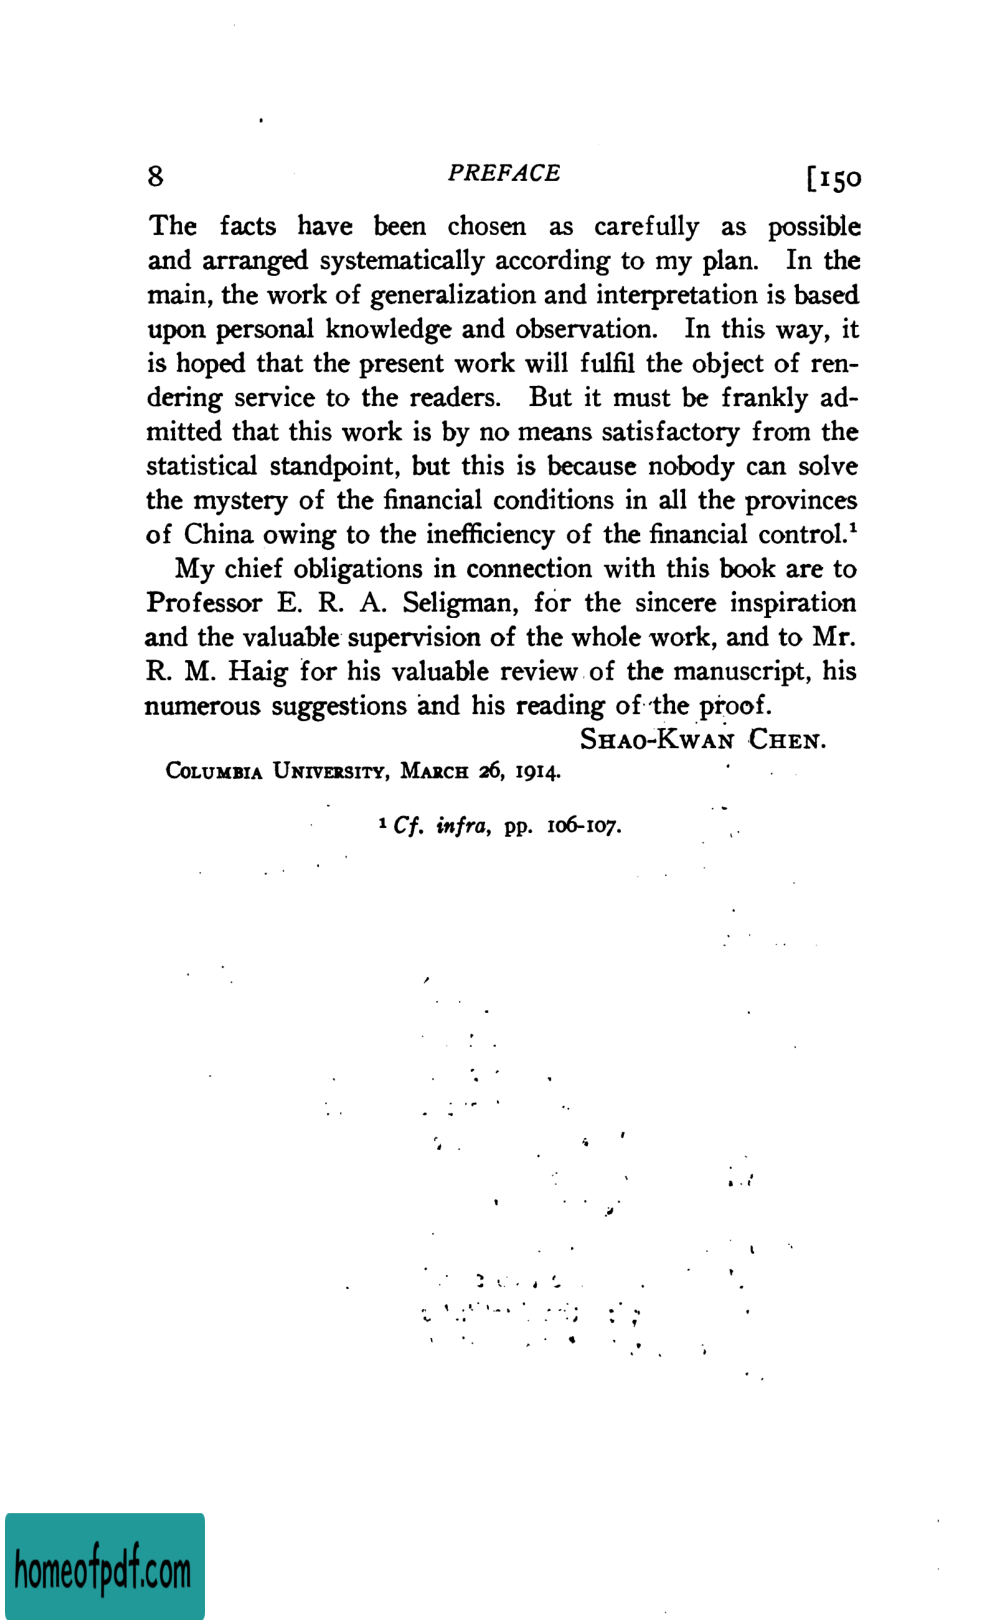 8 PREFACE [150
The facts have been chosen as carefully as possible
and arranged systematically according to my plan. In the
main, the work of generalization and interpretation is based
upon personal knowledge and observation. In this way, it
is hoped that the present work will fulfil the object of ren-
dering service to the readers. But it must be frankly ad-
mitted that this work is by no means satisfactory from the
statistical standpoint, but this is because nobody can solve
the mystery of the financial conditions in all the provinces
of China owing to the inefficiency of the financial control.¹
My chief obligations in connection with this book are to
Professor E. R. A. Seligman, for the sincere inspiration
and the valuable supervision of the whole work, and to Mr.
R. M. Haig for his valuable review of the manuscript, his
numerous suggestions and his reading of the proof.
SHAO-KWAN CHEN.
COLUMBIA UNIVERSITY, MARCH 26, 1914.
¹ Cf. infra, pp. 106-107.
homeofpdf.com